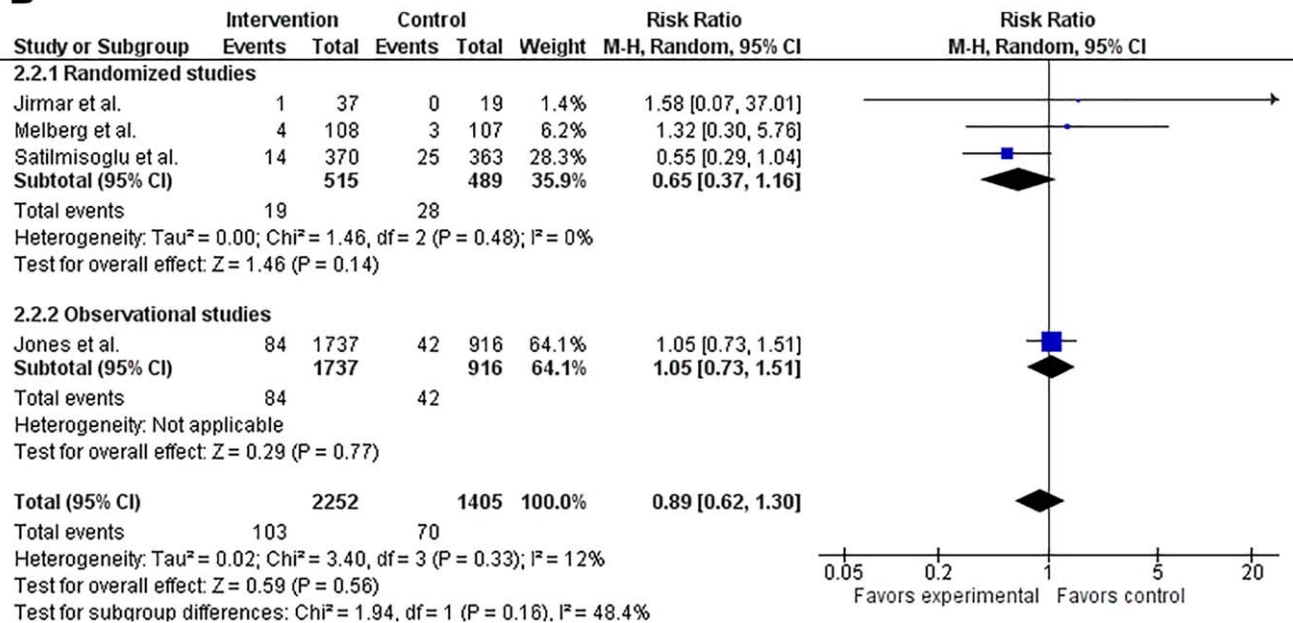 Intervention Control Risk Ratio Risk Ratio
Study or Subgroup Events Total Events Total Weight M-H, Random, 95% CI M-H, Random, 95% CI
2.2.1 Randomized studies
Jirmar et al. 1 37 0 19 1.4% 1.58 [0.07, 37.01]
Melberg et al. 4 108 3 107 6.2% 1.32 [0.30, 5.76]
Satilmisoglu et al. 14 370 25 363 28.3% 0.55 [0.29, 1.04]
Subtotal (95% CI) 515 489 35.9% 0.65 [0.37, 1.16]
Total events 19 28
Heterogeneity: Tau² = 0.00; Chi² = 1.46, df = 2 (P = 0.48); I² = 0%
Test for overall effect: Z = 1.46 (P = 0.14)
2.2.2 Observational studies
Jones et al. 84 1737 42 916 64.1% 1.05 [0.73, 1.51]
Subtotal (95% CI) 1737 916 64.1% 1.05 [0.73, 1.51]
Total events 84 42
Heterogeneity: Not applicable
Test for overall effect: Z = 0.29 (P = 0.77)
Total (95% CI) 2252 1405 100.0% 0.89 [0.62, 1.30]
Total events 103 70
Heterogeneity: Tau² = 0.02; Chi² = 3.40, df = 3 (P = 0.33); I² = 12%
Test for overall effect: Z = 0.59 (P = 0.56)
Test for subgroup differences: Chi² = 1.94, df = 1 (P = 0.16), I² = 48.4%
0.05 0.2 1 5 20
Favors experimental Favors control